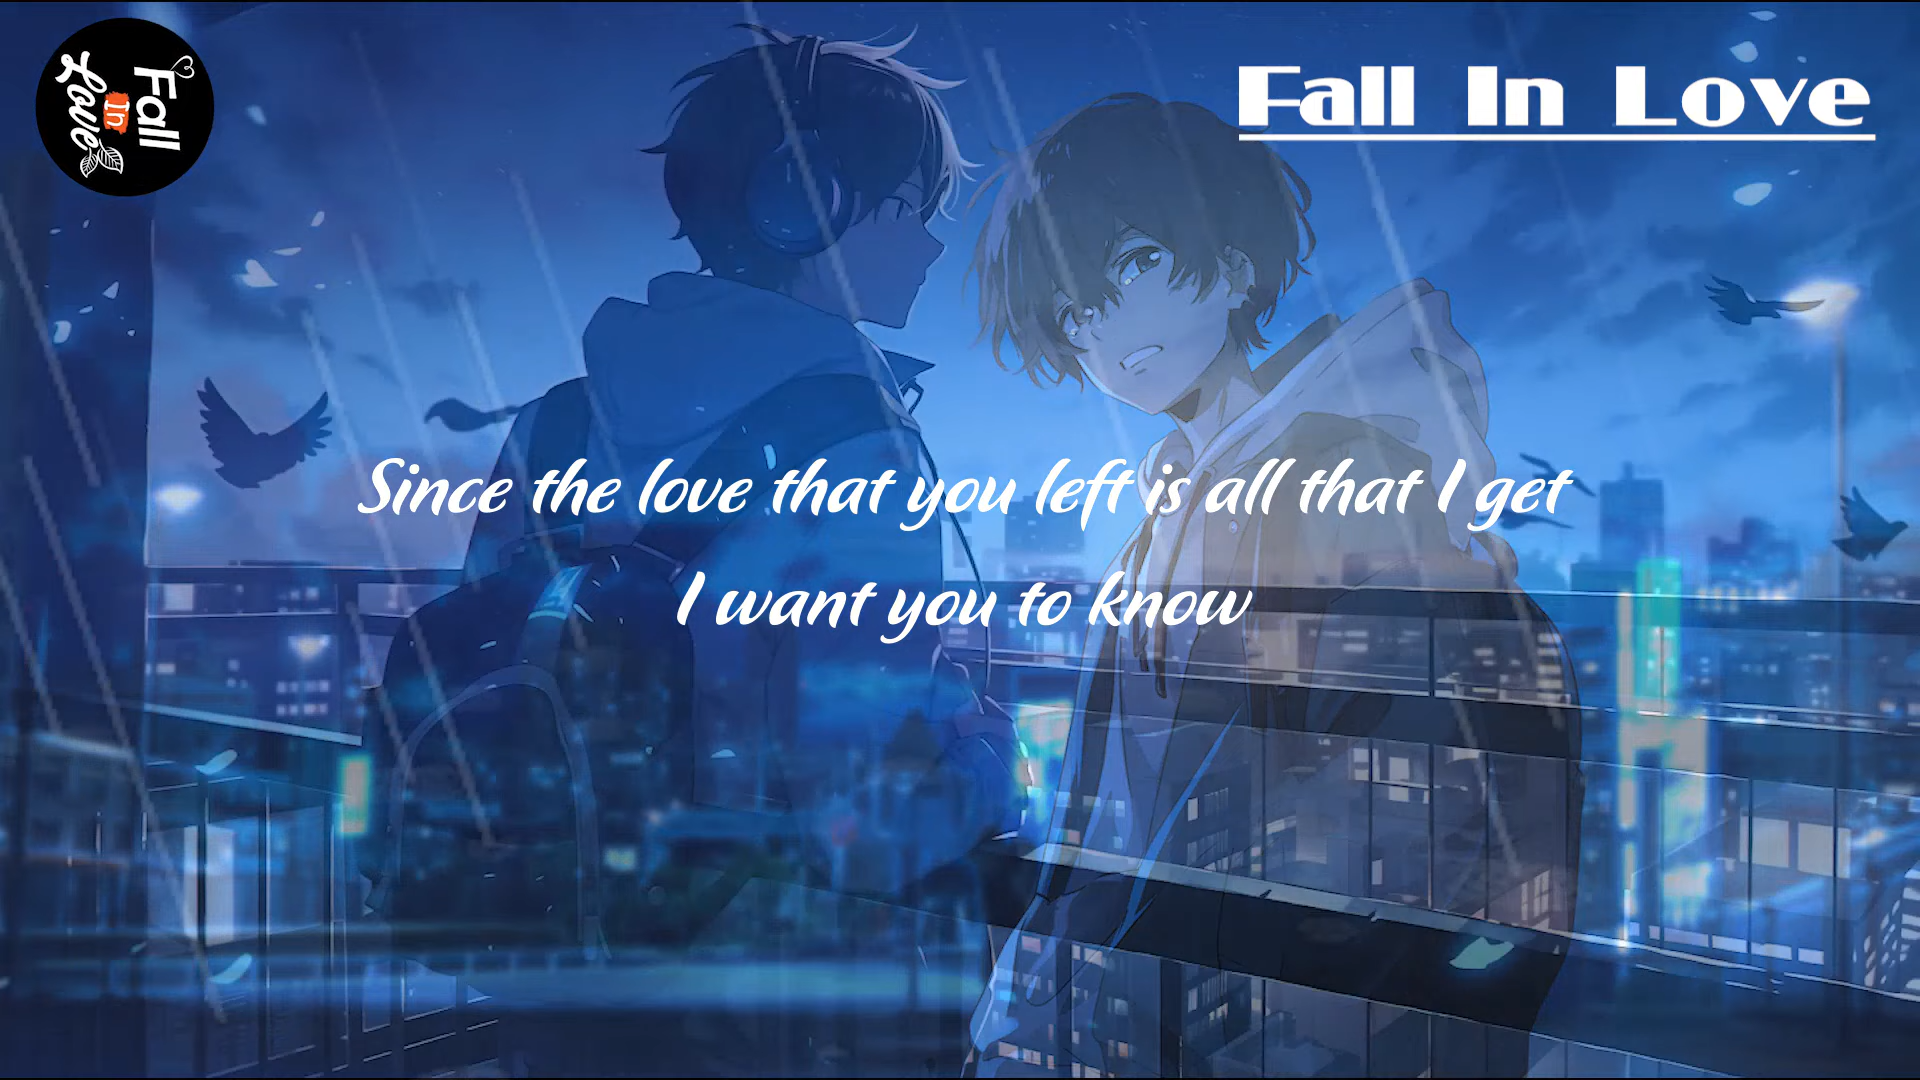 Fall
In
Love
Fall In Love
Since the love that you left is all that I get
I want you to know